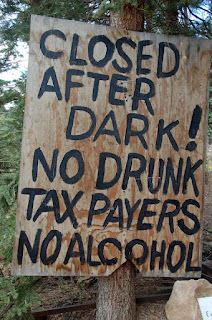 CLOSED
AFTER
DARK!
NO DRUNK
TAX PAYERS
NO ALCOHOL